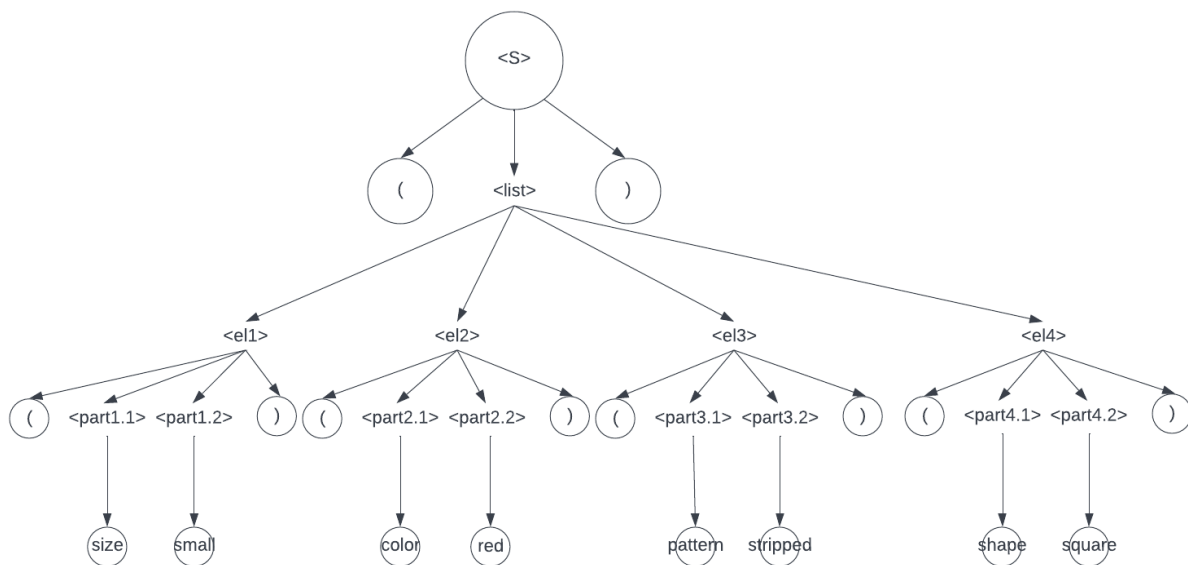 <S>
( <list> )
<el1> <el2> <el3> <el4>
( <part1.1> <part1.2> ) ( <part2.1> <part2.2> ) ( <part3.1> <part3.2> ) ( <part4.1> <part4.2> )
size small color red pattern stripped shape square